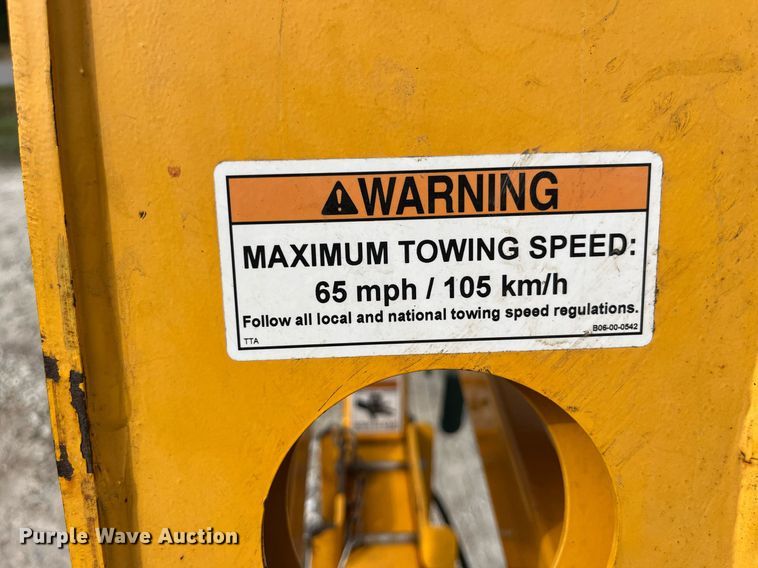 WARNING
MAXIMUM TOWING SPEED:
65 mph / 105 km/h
Follow all local and national towing speed regulations.
TTA B06-00-0542
Purple Wave Auction